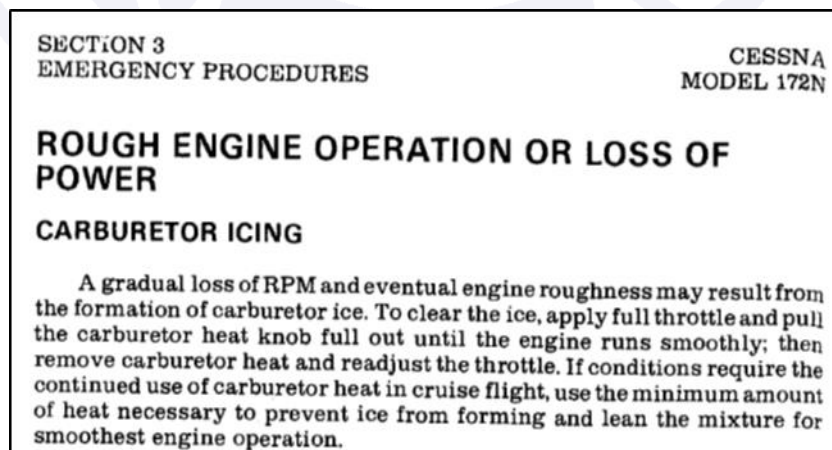 SECTION 3
EMERGENCY PROCEDURES
CESSNA
MODEL 172N
ROUGH ENGINE OPERATION OR LOSS OF
POWER
CARBURETOR ICING
A gradual loss of RPM and eventual engine roughness may result from
the formation of carburetor ice. To clear the ice, apply full throttle and pull
the carburetor heat knob full out until the engine runs smoothly; then
remove carburetor heat and readjust the throttle. If conditions require the
continued use of carburetor heat in cruise flight, use the minimum amount
of heat necessary to prevent ice from forming and lean the mixture for
smoothest engine operation.